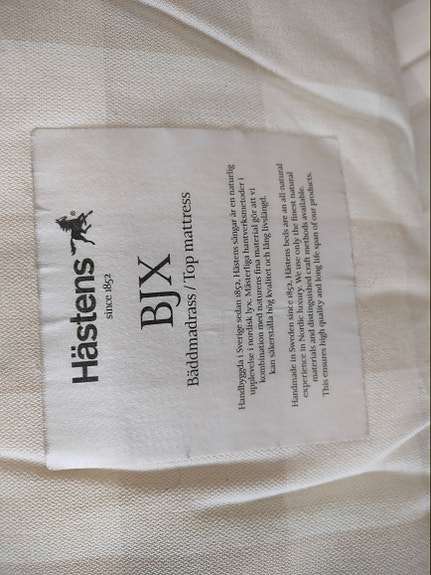 Hästens®
since 1852
BJX
Bäddmadrass / Top mattress
Handbyggda i Sverige sedan 1852. Hästens sängar är en naturlig
upplevelse i nordisk lyx. Mästerliga hantverksmetoder i
kombination med naturens fina material gör att vi
kan säkerställa hög kvalitet och lång livslängd.
Handmade in Sweden since 1852. Hästens beds are an all-natural
experience in Nordic luxury. We use only the finest natural
materials and distinguished craft methods available.
This ensures high quality and long life span of our products.